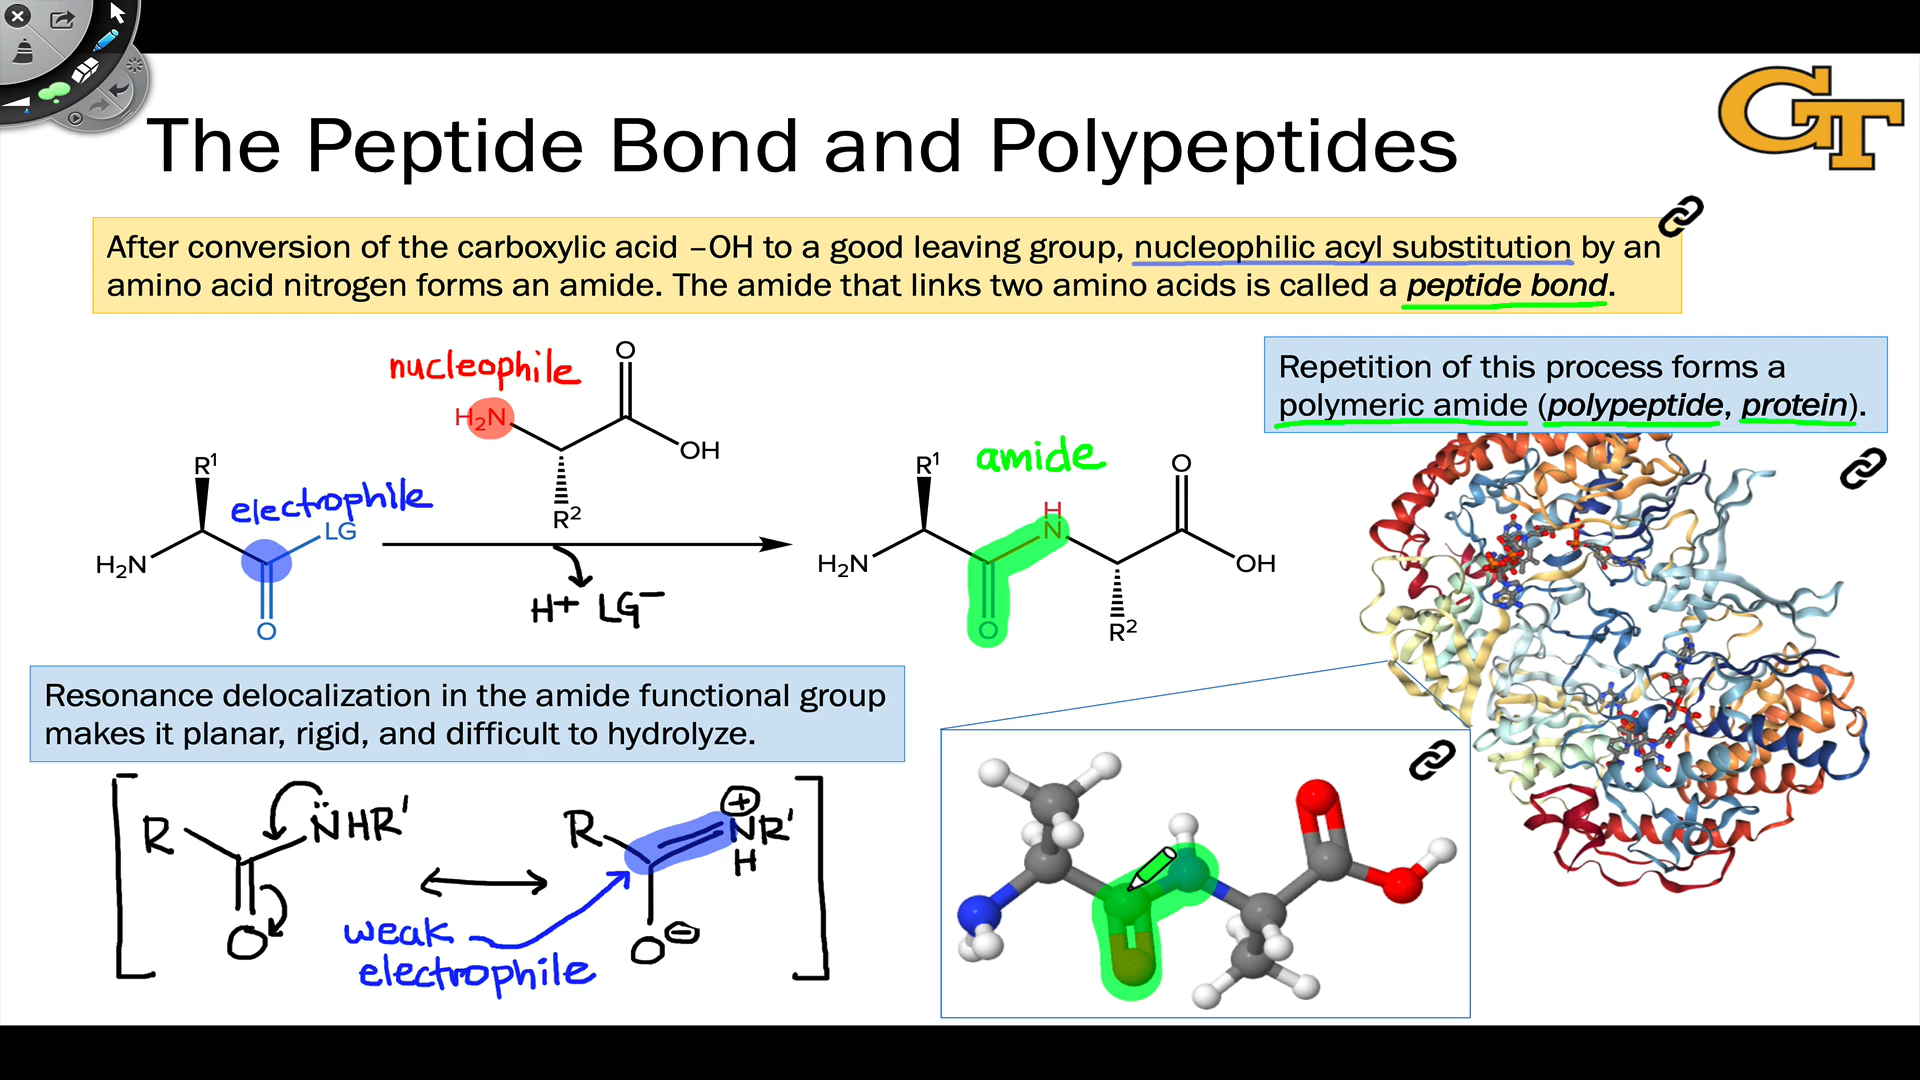 The Peptide Bond and Polypeptides
GT
After conversion of the carboxylic acid –OH to a good leaving group, nucleophilic acyl substitution by an
amino acid nitrogen forms an amide. The amide that links two amino acids is called a peptide bond.
Repetition of this process forms a
polymeric amide (polypeptide, protein).
nucleophile
O
H₂N
OH
R²
R¹
electrophile
LG
H₂N
O
H+ LG⁻
amide
R¹
O
H
N
H₂N
OH
O
R²
Resonance delocalization in the amide functional group
makes it planar, rigid, and difficult to hydrolyze.
R
N̈HR'
O
R
⊕
NR'
H
O⊖
weak
electrophile